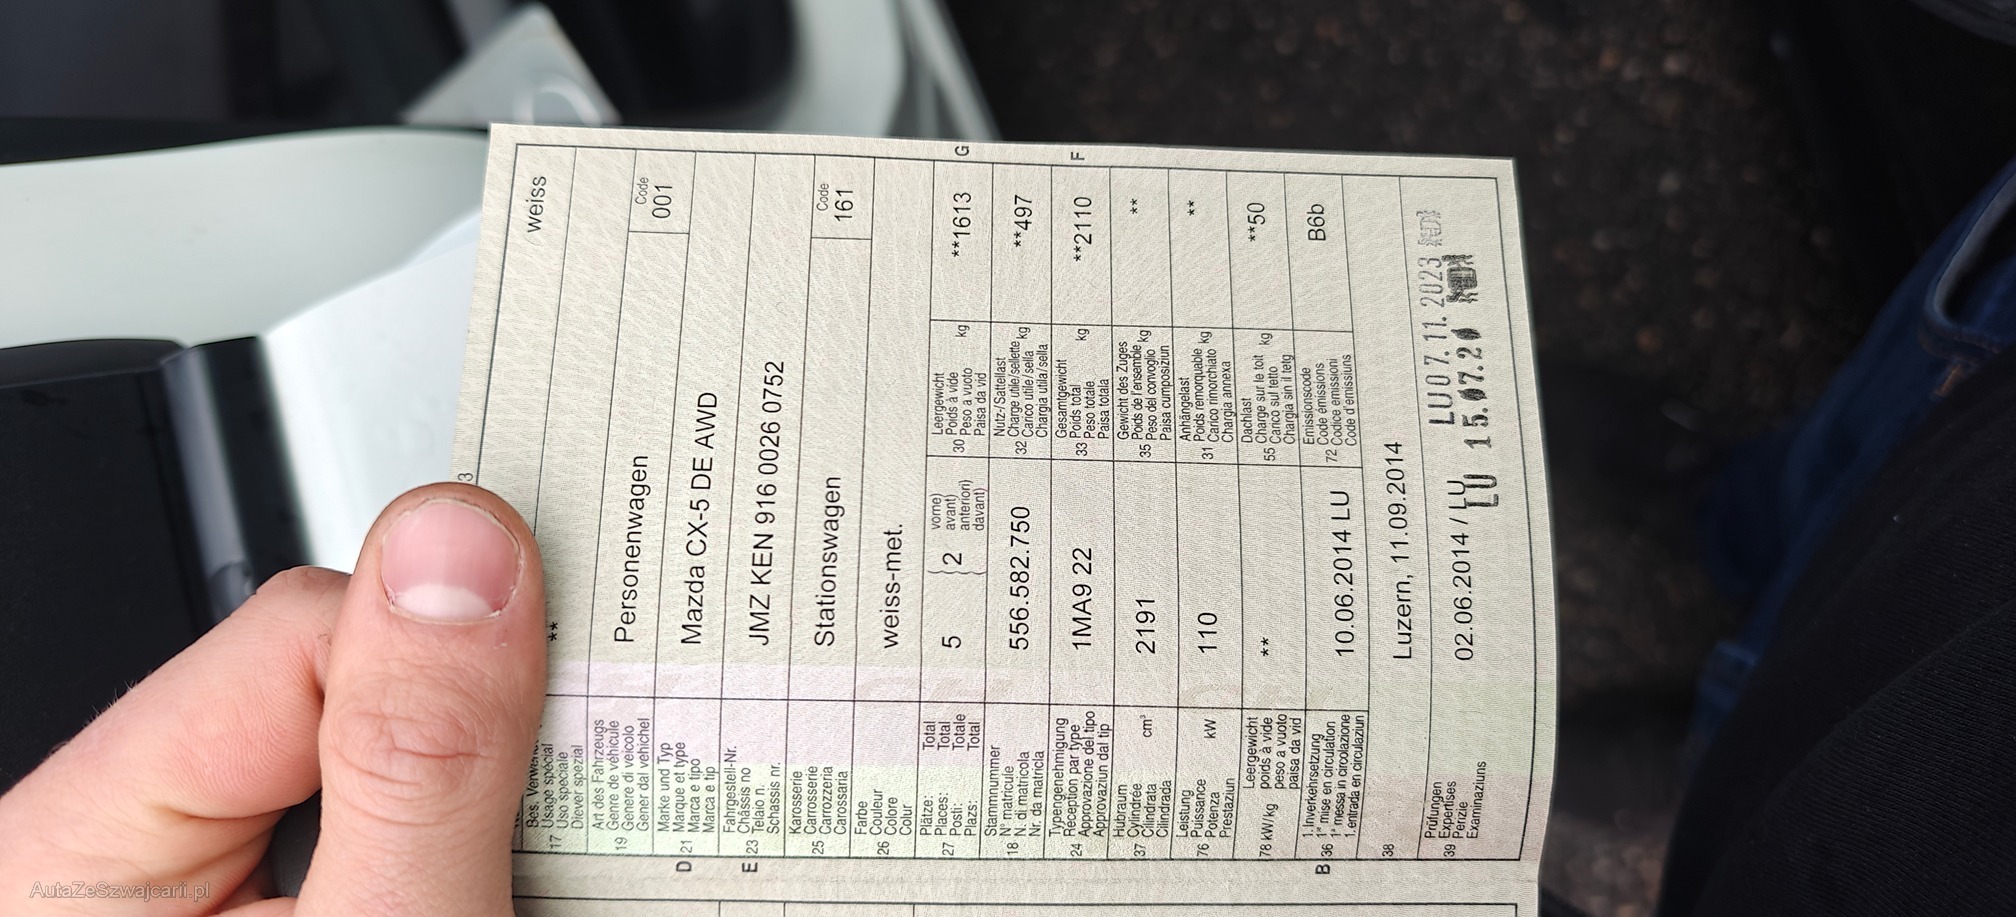 weiss
3
Bes.
17 Usage spécial **
Uso speciale
Diever spezial
Art des Fahrzeugs
19 Genre de véhicule Personenwagen Code 001
Genere di veicolo
Gener dal vehichel
Marke und Typ
D 21 Marque et type Mazda CX-5 DE AWD
Marca e tipo
Marca e tip
Fahrgestell-Nr.
E 23 Châssis no JMZ KEN 916 0026 0752
Telaio n.
Schassis nr.
Karosserie
25 Carrosserie Stationswagen Code 161
Carrozzeria
Carossaria
Farbe
26 Couleur weiss-met.
Colore
Colur
Plätze: Total vorne)
27 Places: Total 5 { 2 avant)
Posti: Totale anteriori)
Plazs: Total davant)
Leergewicht
30 Poids à vide kg **1613 G
Peso a vuoto
Paisa da vid
Stammnummer
18 N° matricule 556.582.750
N. di matricola
Nr. da matricla
Nutz-/Sattellast
32 Charge utile/sellette kg **497
Carico utile/sella
Chargia utila/sella
Typengenehmigung
24 Réception par type 1MA9 22
Approvazione del tipo
Approvaziun dal tip
Gesamtgewicht
33 Poids total kg **2110 F
Peso totale
Paisa totala
Hubraum
37 Cylindrée cm³ 2191
Cilindrata
Cilindrada
Gewicht des Zuges
35 Poids de l'ensemble kg **
Peso del convoglio
Paisa cumposiziun
Leistung
76 Puissance kW 110
Potenza
Prestaziun
Anhängelast
31 Poids remorquable kg **
Carico rimorchiato
Chargia annexa
Leergewicht
78 kW/kg poids à vide **
peso a vuoto
paisa da vid
Dachlast
55 Charge sur le toit kg **50
Carico sul tetto
Chargia sin il tetg
1. Inverkehrsetzung
B 36 1re mise en circulation 10.06.2014 LU
1a messa in circolazione
1. entrada en circulaziun
Emissionscode
72 Code émissions B6b
Codice emissioni
Code d'emissiuns
38 Luzern, 11.09.2014
Prüfungen
39 Expertises 02.06.2014 / LU
Perizie
Examinaziuns
LU 07. 11. 2023
LU
AutaZeSzwajcarii.pl